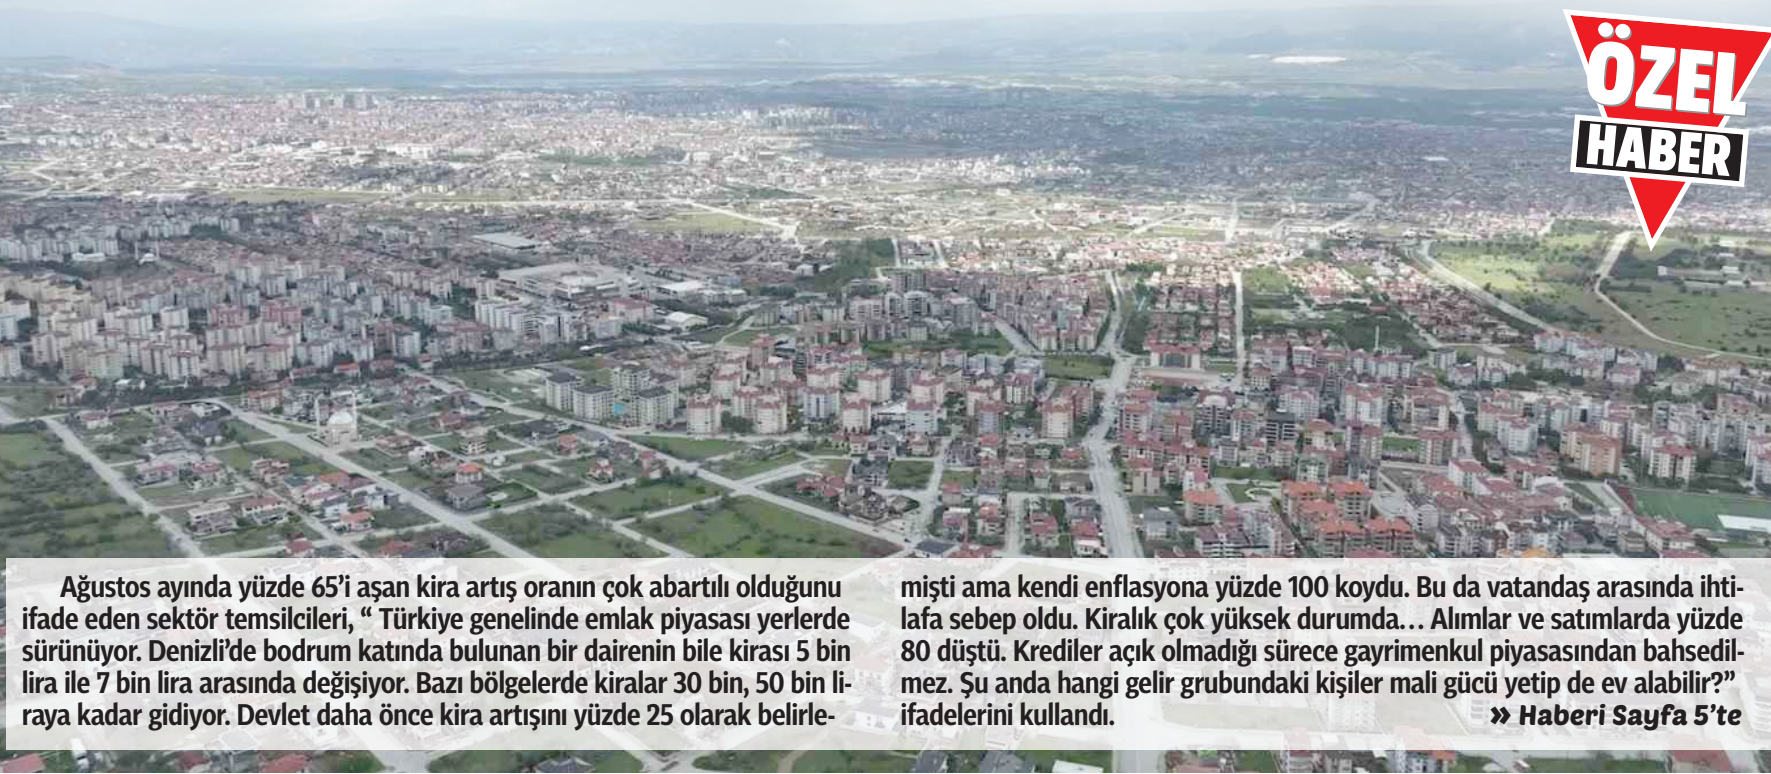 ÖZEL
HABER
Ağustos ayında yüzde 65'i aşan kira artış oranın çok abartılı olduğunu
ifade eden sektör temsilcileri, “ Türkiye genelinde emlak piyasası yerlerde
sürünüyor. Denizli’de bodrum katında bulunan bir dairenin bile kirası 5 bin
lira ile 7 bin lira arasında değişiyor. Bazı bölgelerde kiralar 30 bin, 50 bin li-
raya kadar gidiyor. Devlet daha önce kira artışını yüzde 25 olarak belirle-
mişti ama kendi enflasyona yüzde 100 koydu. Bu da vatandaş arasında ihti-
lafa sebep oldu. Kiralık çok yüksek durumda… Alımlar ve satımlarda yüzde
80 düştü. Krediler açık olmadığı sürece gayrimenkul piyasasından bahsedil-
mez. Şu anda hangi gelir grubundaki kişiler mali gücü yetip de ev alabilir?”
ifadelerini kullandı.
» Haberi Sayfa 5’te